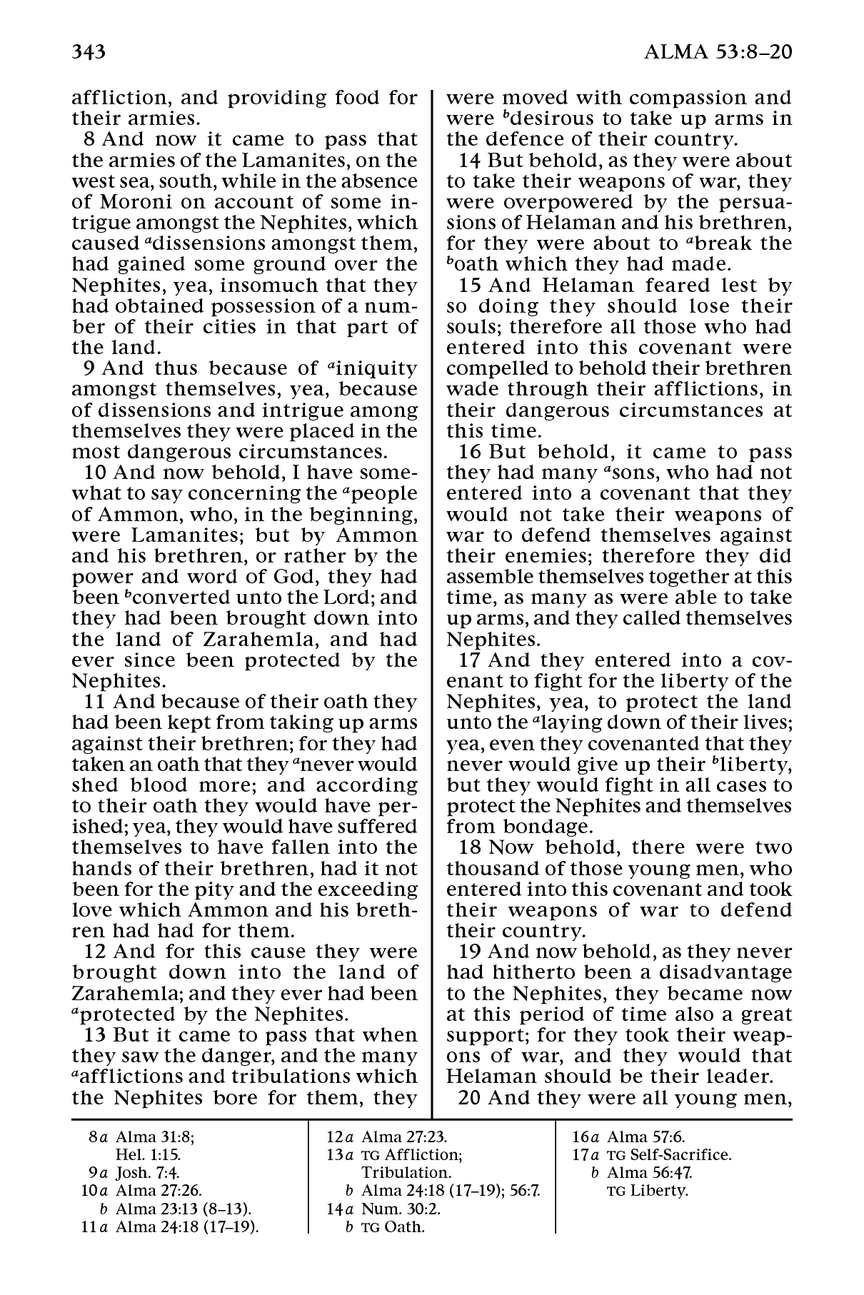 343
ALMA 53:8–20
affliction, and providing food for
their armies.
8 And now it came to pass that
the armies of the Lamanites, on the
west sea, south, while in the absence
of Moroni on account of some in-
trigue amongst the Nephites, which
caused adissensions amongst them,
had gained some ground over the
Nephites, yea, insomuch that they
had obtained possession of a num-
ber of their cities in that part of
the land.
9 And thus because of ainiquity
amongst themselves, yea, because
of dissensions and intrigue among
themselves they were placed in the
most dangerous circumstances.
10 And now behold, I have some-
what to say concerning the apeople
of Ammon, who, in the beginning,
were Lamanites; but by Ammon
and his brethren, or rather by the
power and word of God, they had
been bconverted unto the Lord; and
they had been brought down into
the land of Zarahemla, and had
ever since been protected by the
Nephites.
11 And because of their oath they
had been kept from taking up arms
against their brethren; for they had
taken an oath that they anever would
shed blood more; and according
to their oath they would have per-
ished; yea, they would have suffered
themselves to have fallen into the
hands of their brethren, had it not
been for the pity and the exceeding
love which Ammon and his breth-
ren had had for them.
12 And for this cause they were
brought down into the land of
Zarahemla; and they ever had been
aprotected by the Nephites.
13 But it came to pass that when
they saw the danger, and the many
aafflictions and tribulations which
the Nephites bore for them, they
were moved with compassion and
were bdesirous to take up arms in
the defence of their country.
14 But behold, as they were about
to take their weapons of war, they
were overpowered by the persua-
sions of Helaman and his brethren,
for they were about to abreak the
boath which they had made.
15 And Helaman feared lest by
so doing they should lose their
souls; therefore all those who had
entered into this covenant were
compelled to behold their brethren
wade through their afflictions, in
their dangerous circumstances at
this time.
16 But behold, it came to pass
they had many asons, who had not
entered into a covenant that they
would not take their weapons of
war to defend themselves against
their enemies; therefore they did
assemble themselves together at this
time, as many as were able to take
up arms, and they called themselves
Nephites.
17 And they entered into a cov-
enant to fight for the liberty of the
Nephites, yea, to protect the land
unto the alaying down of their lives;
yea, even they covenanted that they
never would give up their bliberty,
but they would fight in all cases to
protect the Nephites and themselves
from bondage.
18 Now behold, there were two
thousand of those young men, who
entered into this covenant and took
their weapons of war to defend
their country.
19 And now behold, as they never
had hitherto been a disadvantage
to the Nephites, they became now
at this period of time also a great
support; for they took their weap-
ons of war, and they would that
Helaman should be their leader.
20 And they were all young men,
8a Alma 31:8;
Hel. 1:15.
9a Josh. 7:4.
10a Alma 27:26.
b Alma 23:13 (8–13).
11a Alma 24:18 (17–19).
12a Alma 27:23.
13a TG Affliction;
Tribulation.
b Alma 24:18 (17–19); 56:7.
14a Num. 30:2.
b TG Oath.
16a Alma 57:6.
17a TG Self-Sacrifice.
b Alma 56:47.
TG Liberty.